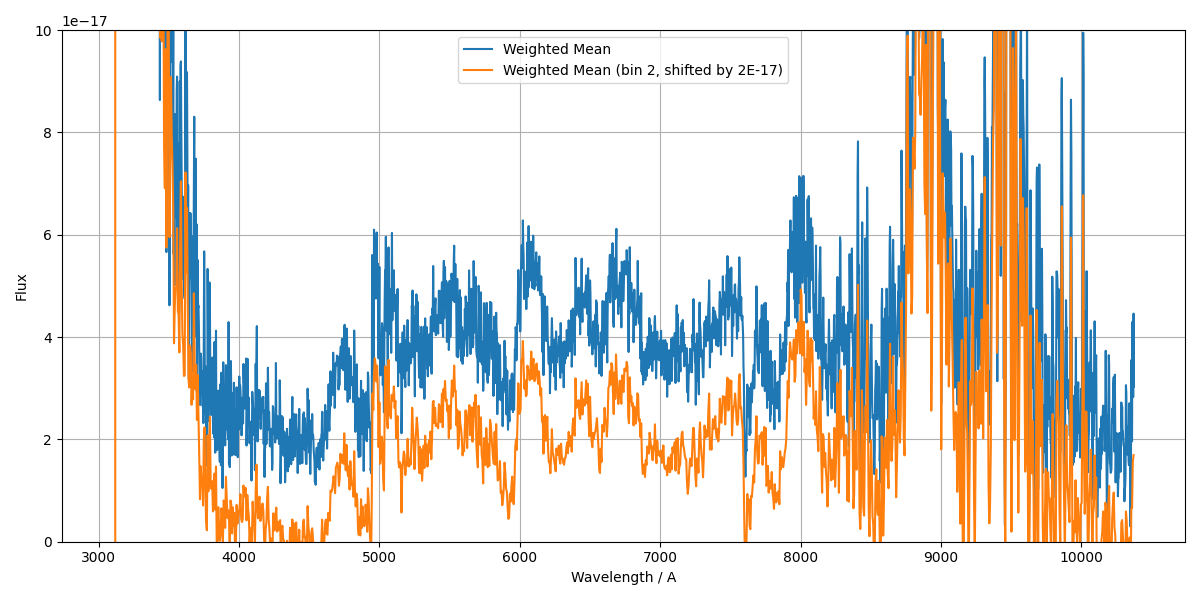 1e−17
Weighted Mean
Weighted Mean (bin 2, shifted by 2E-17)
10
8
6
4
2
0
Flux
3000 4000 5000 6000 7000 8000 9000 10000
Wavelength / A